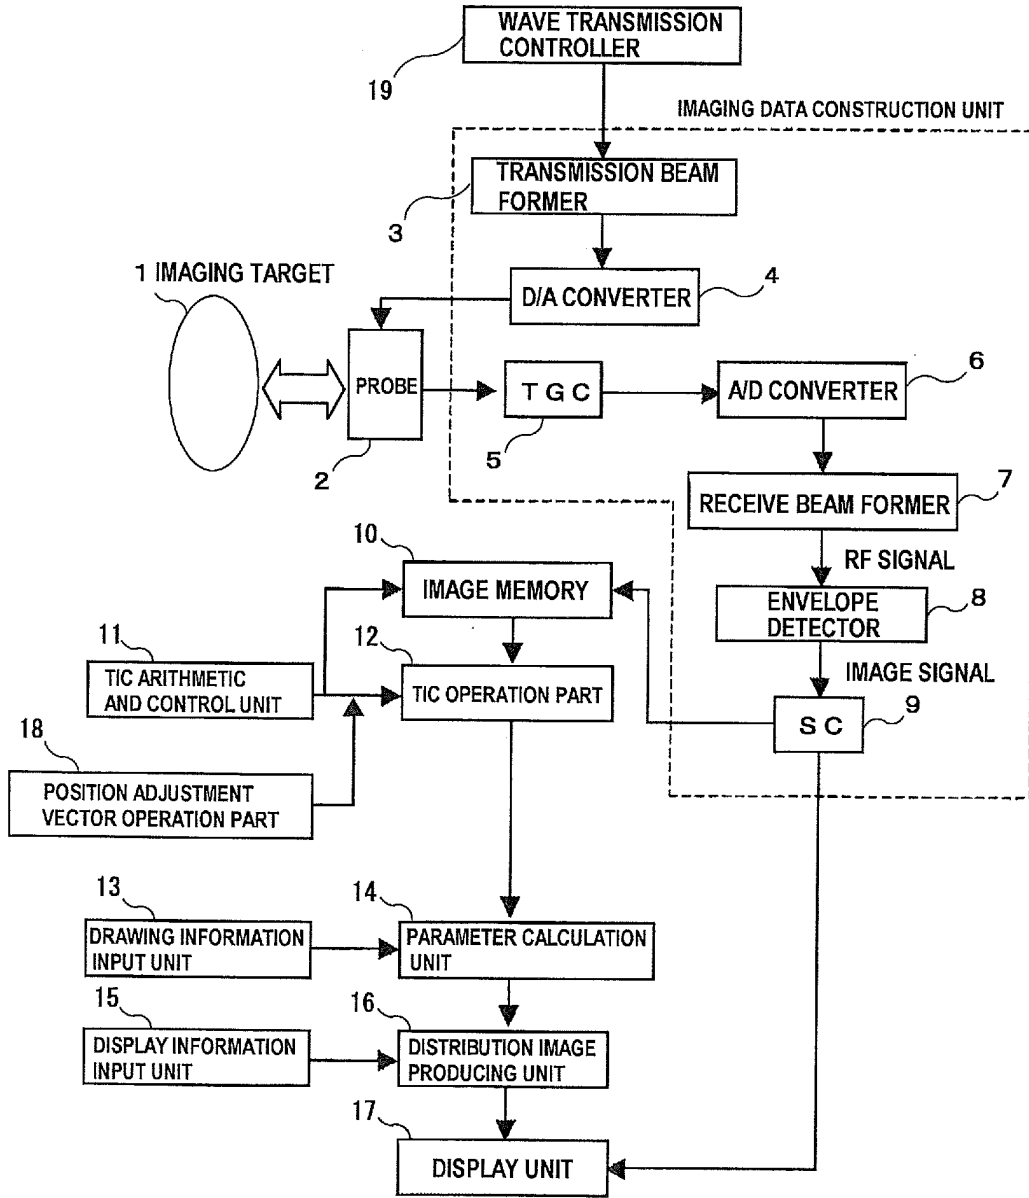 WAVE TRANSMISSION
CONTROLLER
19
IMAGING DATA CONSTRUCTION UNIT
TRANSMISSION BEAM
FORMER
3
1 IMAGING TARGET
D/A CONVERTER
4
PROBE
2
T G C
5
A/D CONVERTER
6
RECEIVE BEAM FORMER
7
RF SIGNAL
10
IMAGE MEMORY
ENVELOPE
DETECTOR
8
IMAGE SIGNAL
11
TIC ARITHMETIC
AND CONTROL UNIT
12
TIC OPERATION PART
S C
9
18
POSITION ADJUSTMENT
VECTOR OPERATION PART
13
DRAWING INFORMATION
INPUT UNIT
14
PARAMETER CALCULATION
UNIT
15
DISPLAY INFORMATION
INPUT UNIT
16
DISTRIBUTION IMAGE
PRODUCING UNIT
17
DISPLAY UNIT